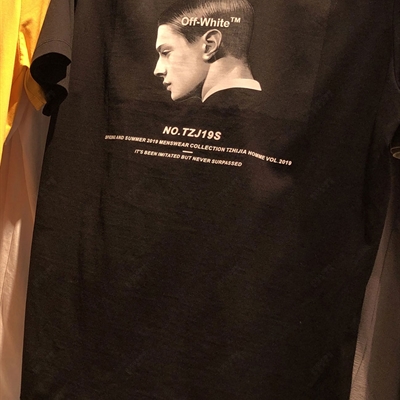 Off-White™
NO.TZJ19S
SPRING AND SUMMER 2019 MENSWEAR COLLECTION TZHIJIA HOMME VOL 2019
IT'S BEEN IMITATED BUT NEVER SURPASSED